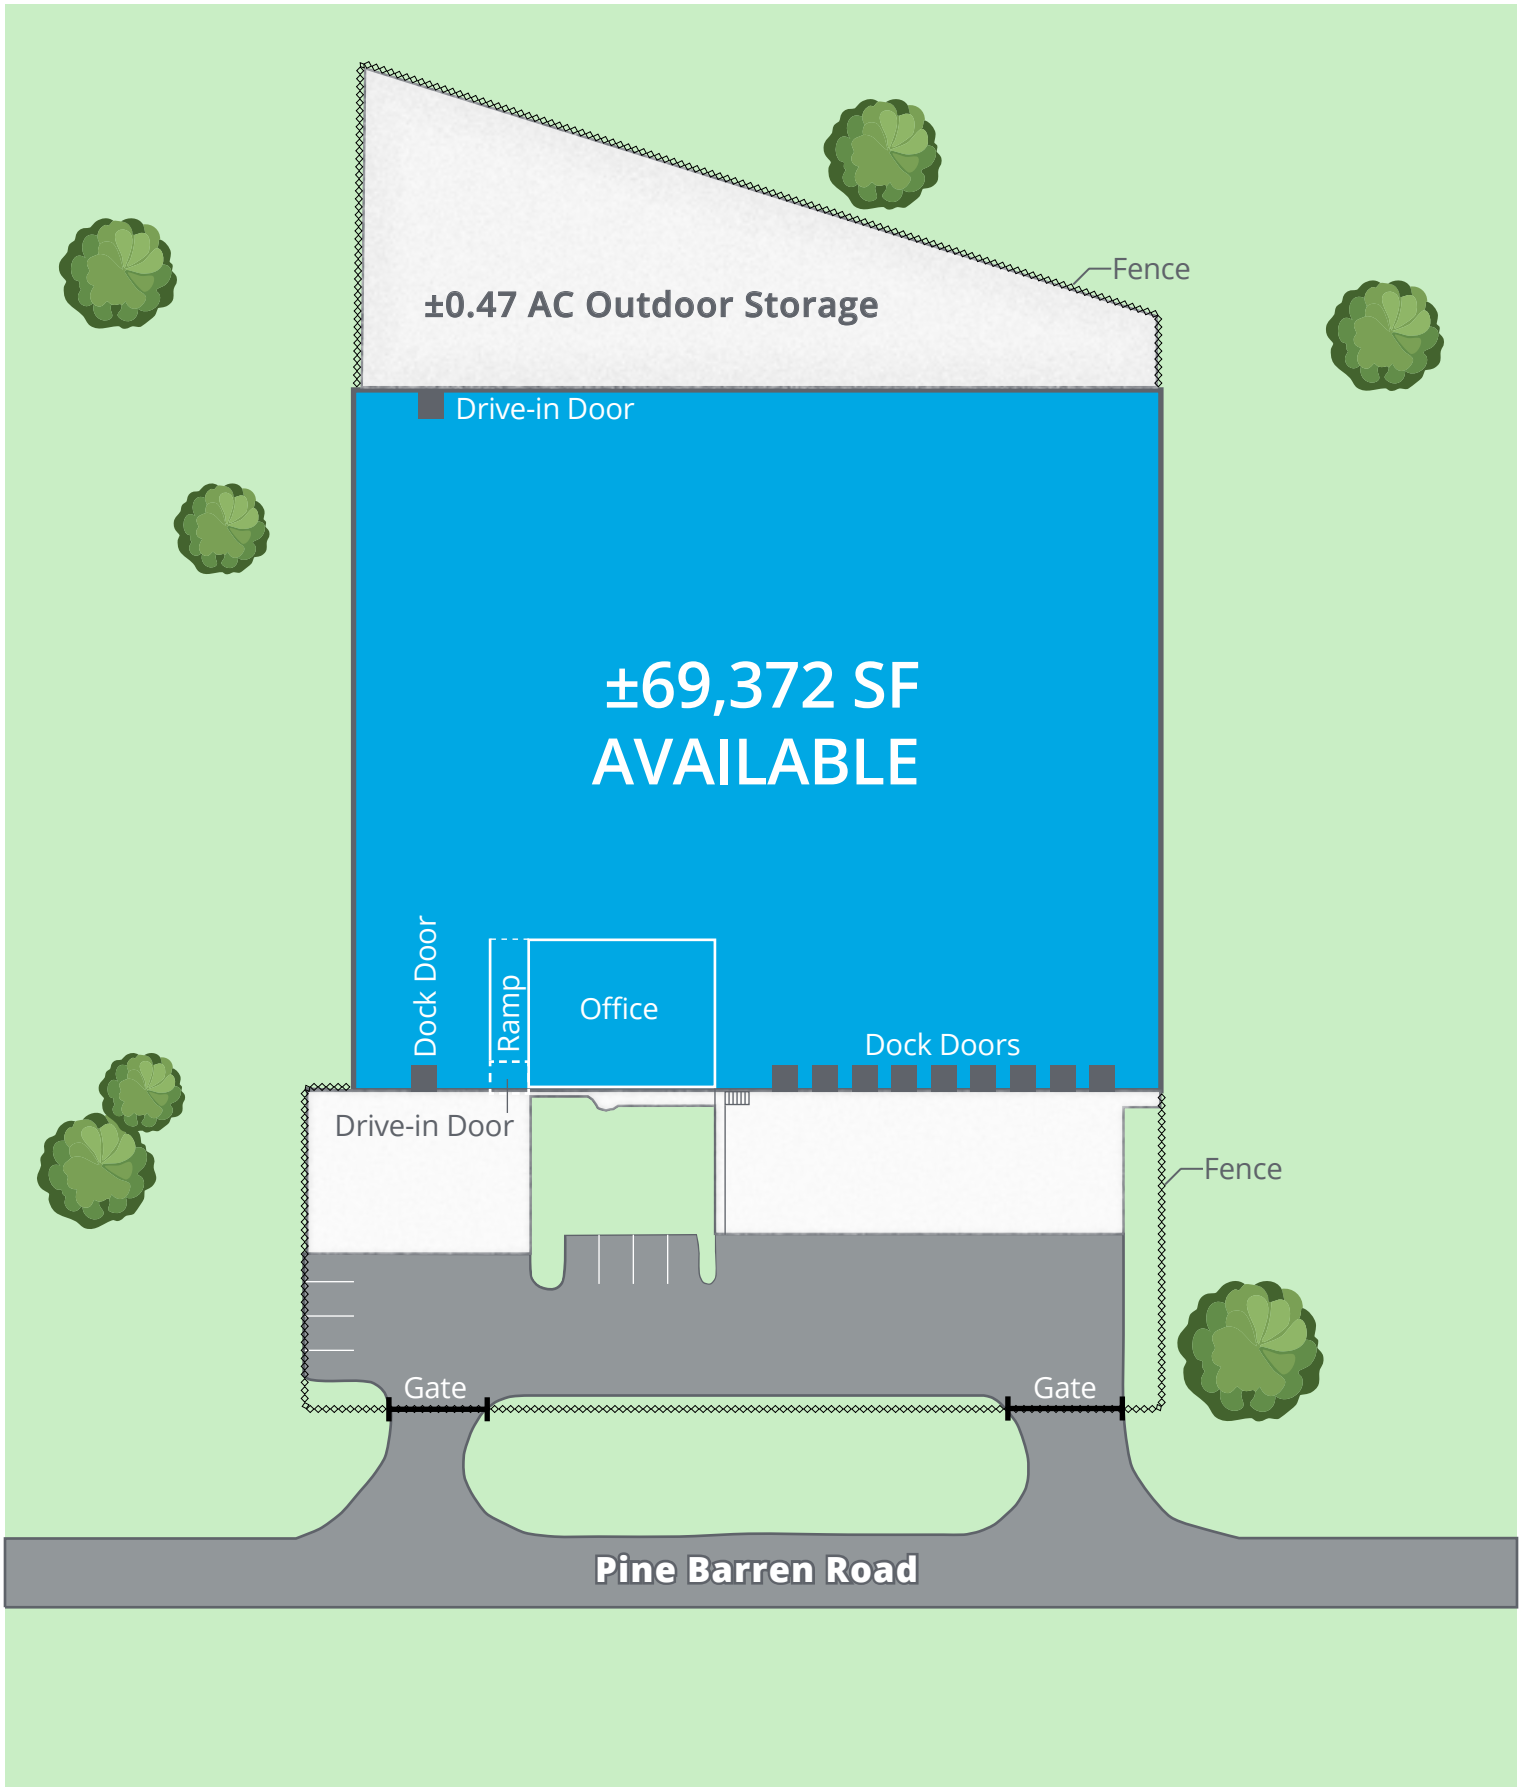 Fence
±0.47 AC Outdoor Storage
Drive-in Door
±69,372 SF
AVAILABLE
Dock Door
Ramp
Office
Dock Doors
Drive-in Door
Fence
Gate
Gate
Pine Barren Road